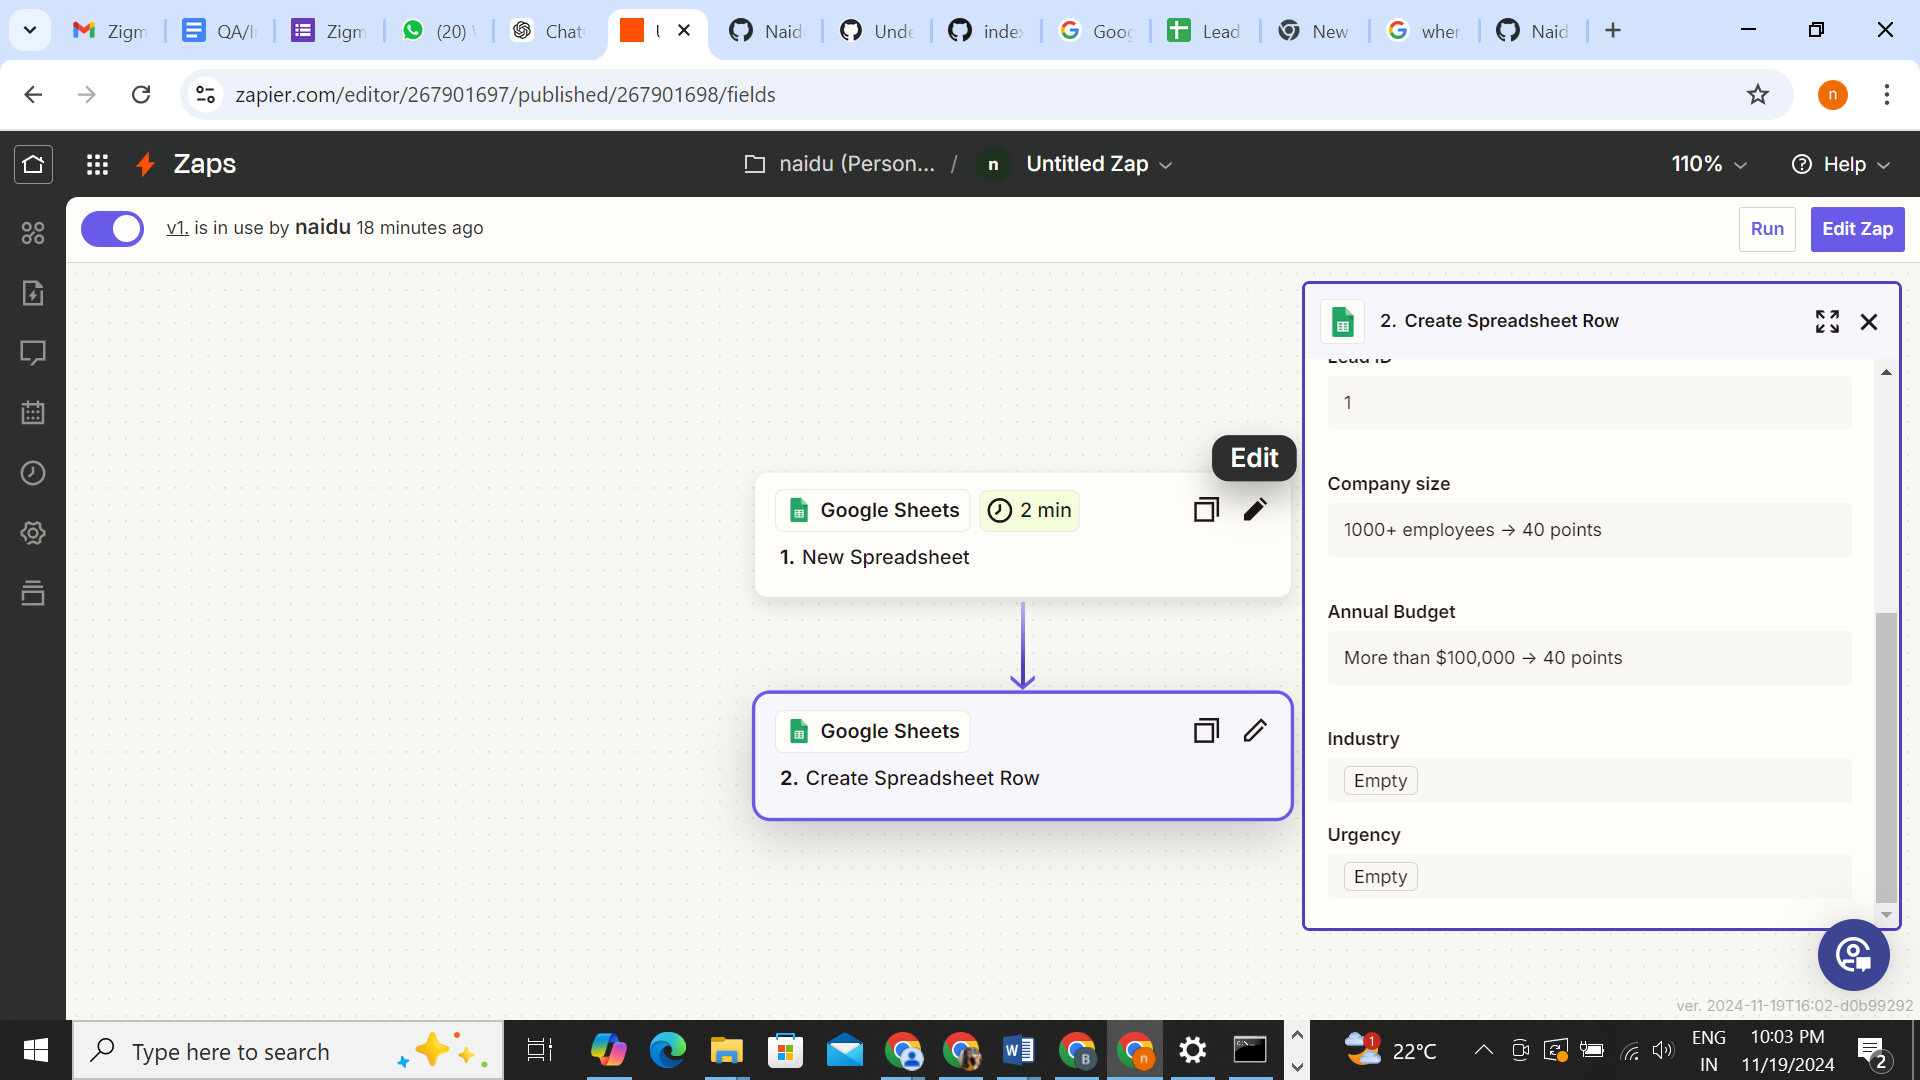 Zigm
QA/I
Zigm
(20)
Chat
Naid
Unde
index
Goog
Lead
New
wher
Naid
zapier.com/editor/267901697/published/267901698/fields
n
Zaps
naidu (Person... / n Untitled Zap
110%
Help
v1. is in use by naidu 18 minutes ago
Run
Edit Zap
2. Create Spreadsheet Row
Lead ID
1
Edit
Company size
1000+ employees → 40 points
Google Sheets
2 min
1. New Spreadsheet
Annual Budget
More than $100,000 → 40 points
Google Sheets
2. Create Spreadsheet Row
Industry
Empty
Urgency
Empty
ver. 2024-11-19T16:02-d0b99292
Type here to search
B
n
1
22°C
ENG
IN
10:03 PM
11/19/2024
2